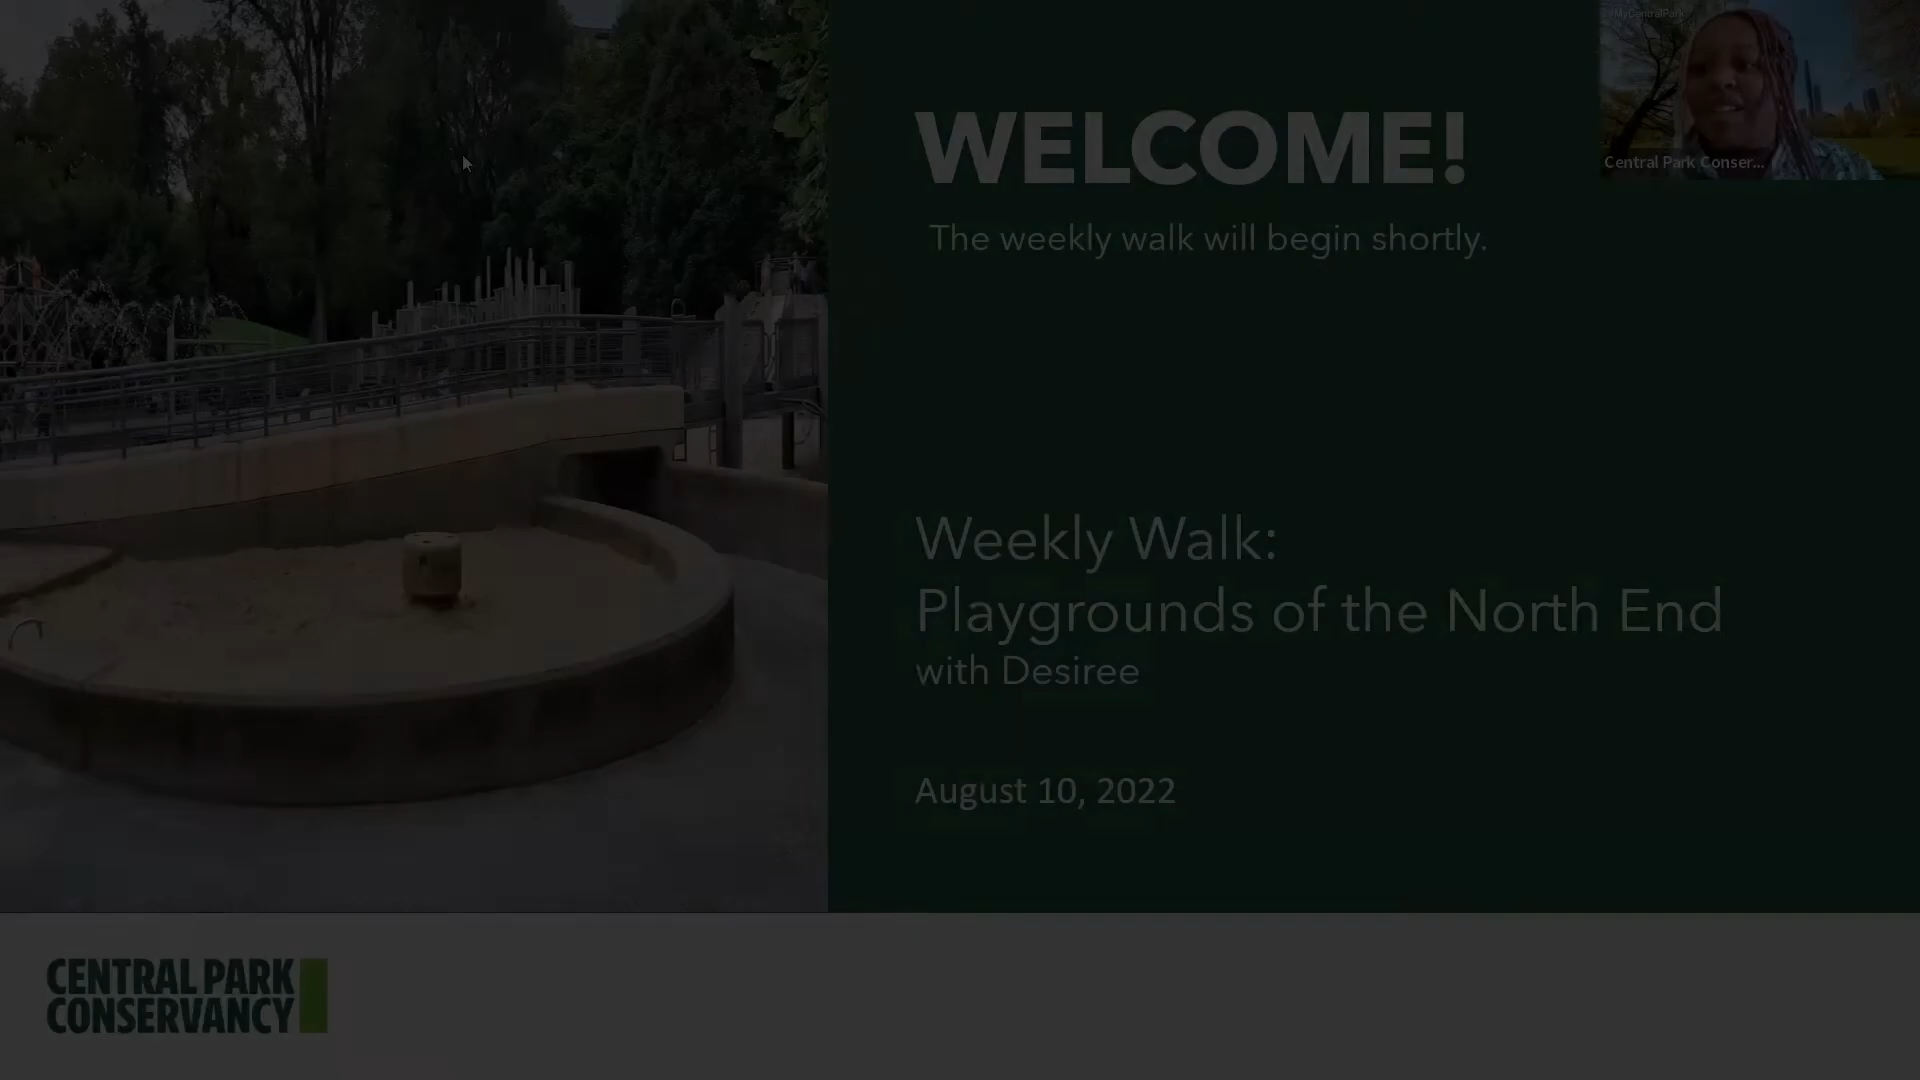 #MyCentralPark
WELCOME!
Central Park Conser...
The weekly walk will begin shortly.
Weekly Walk:
Playgrounds of the North End
with Desiree
August 10, 2022
CENTRAL PARK
CONSERVANCY